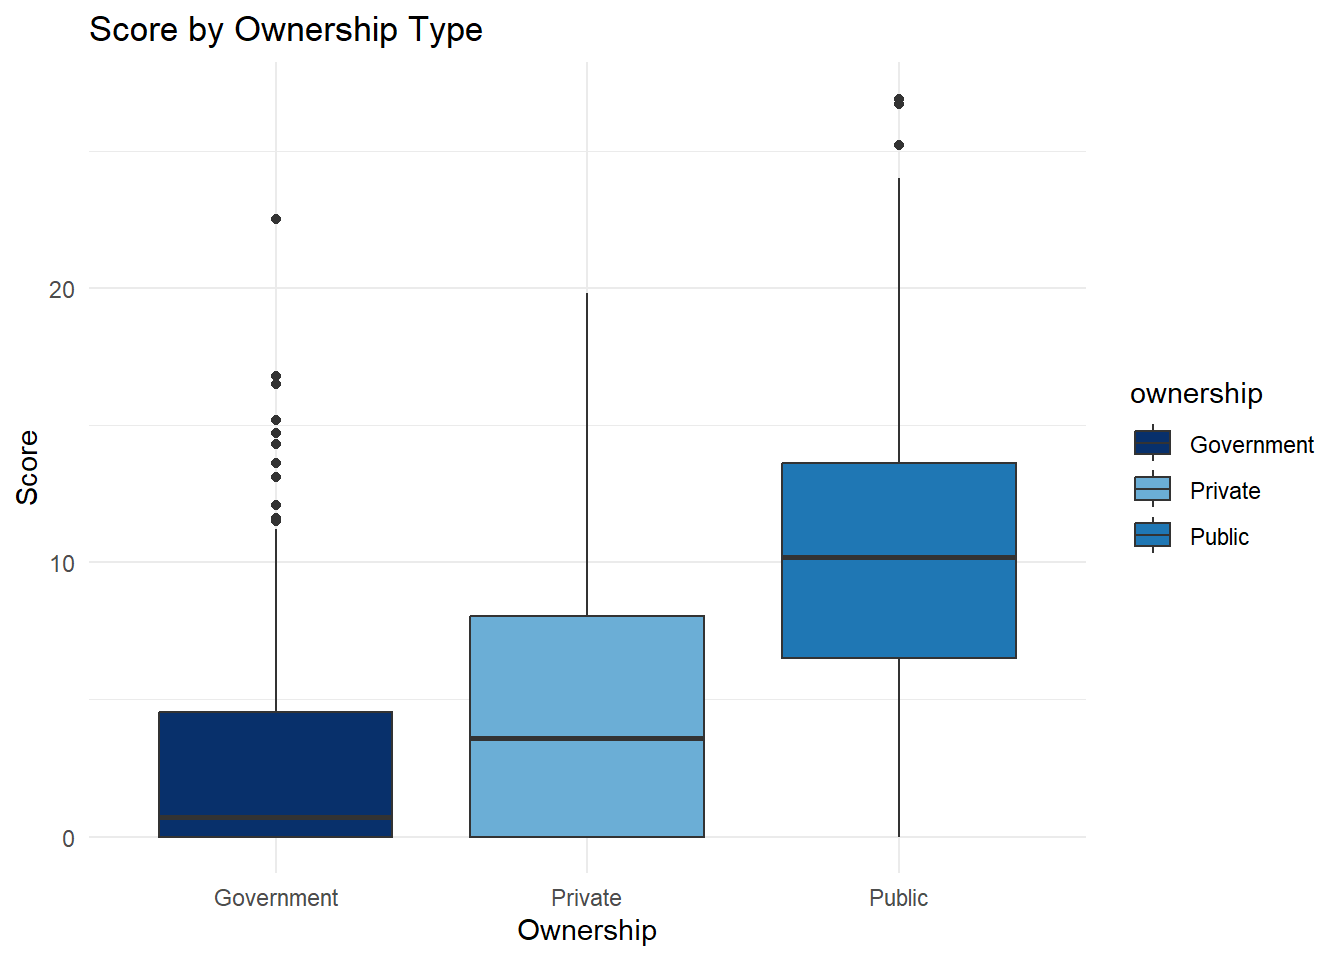 Score by Ownership Type
Score
20
10
0
Government
Private
Public
Ownership
ownership
Government
Private
Public